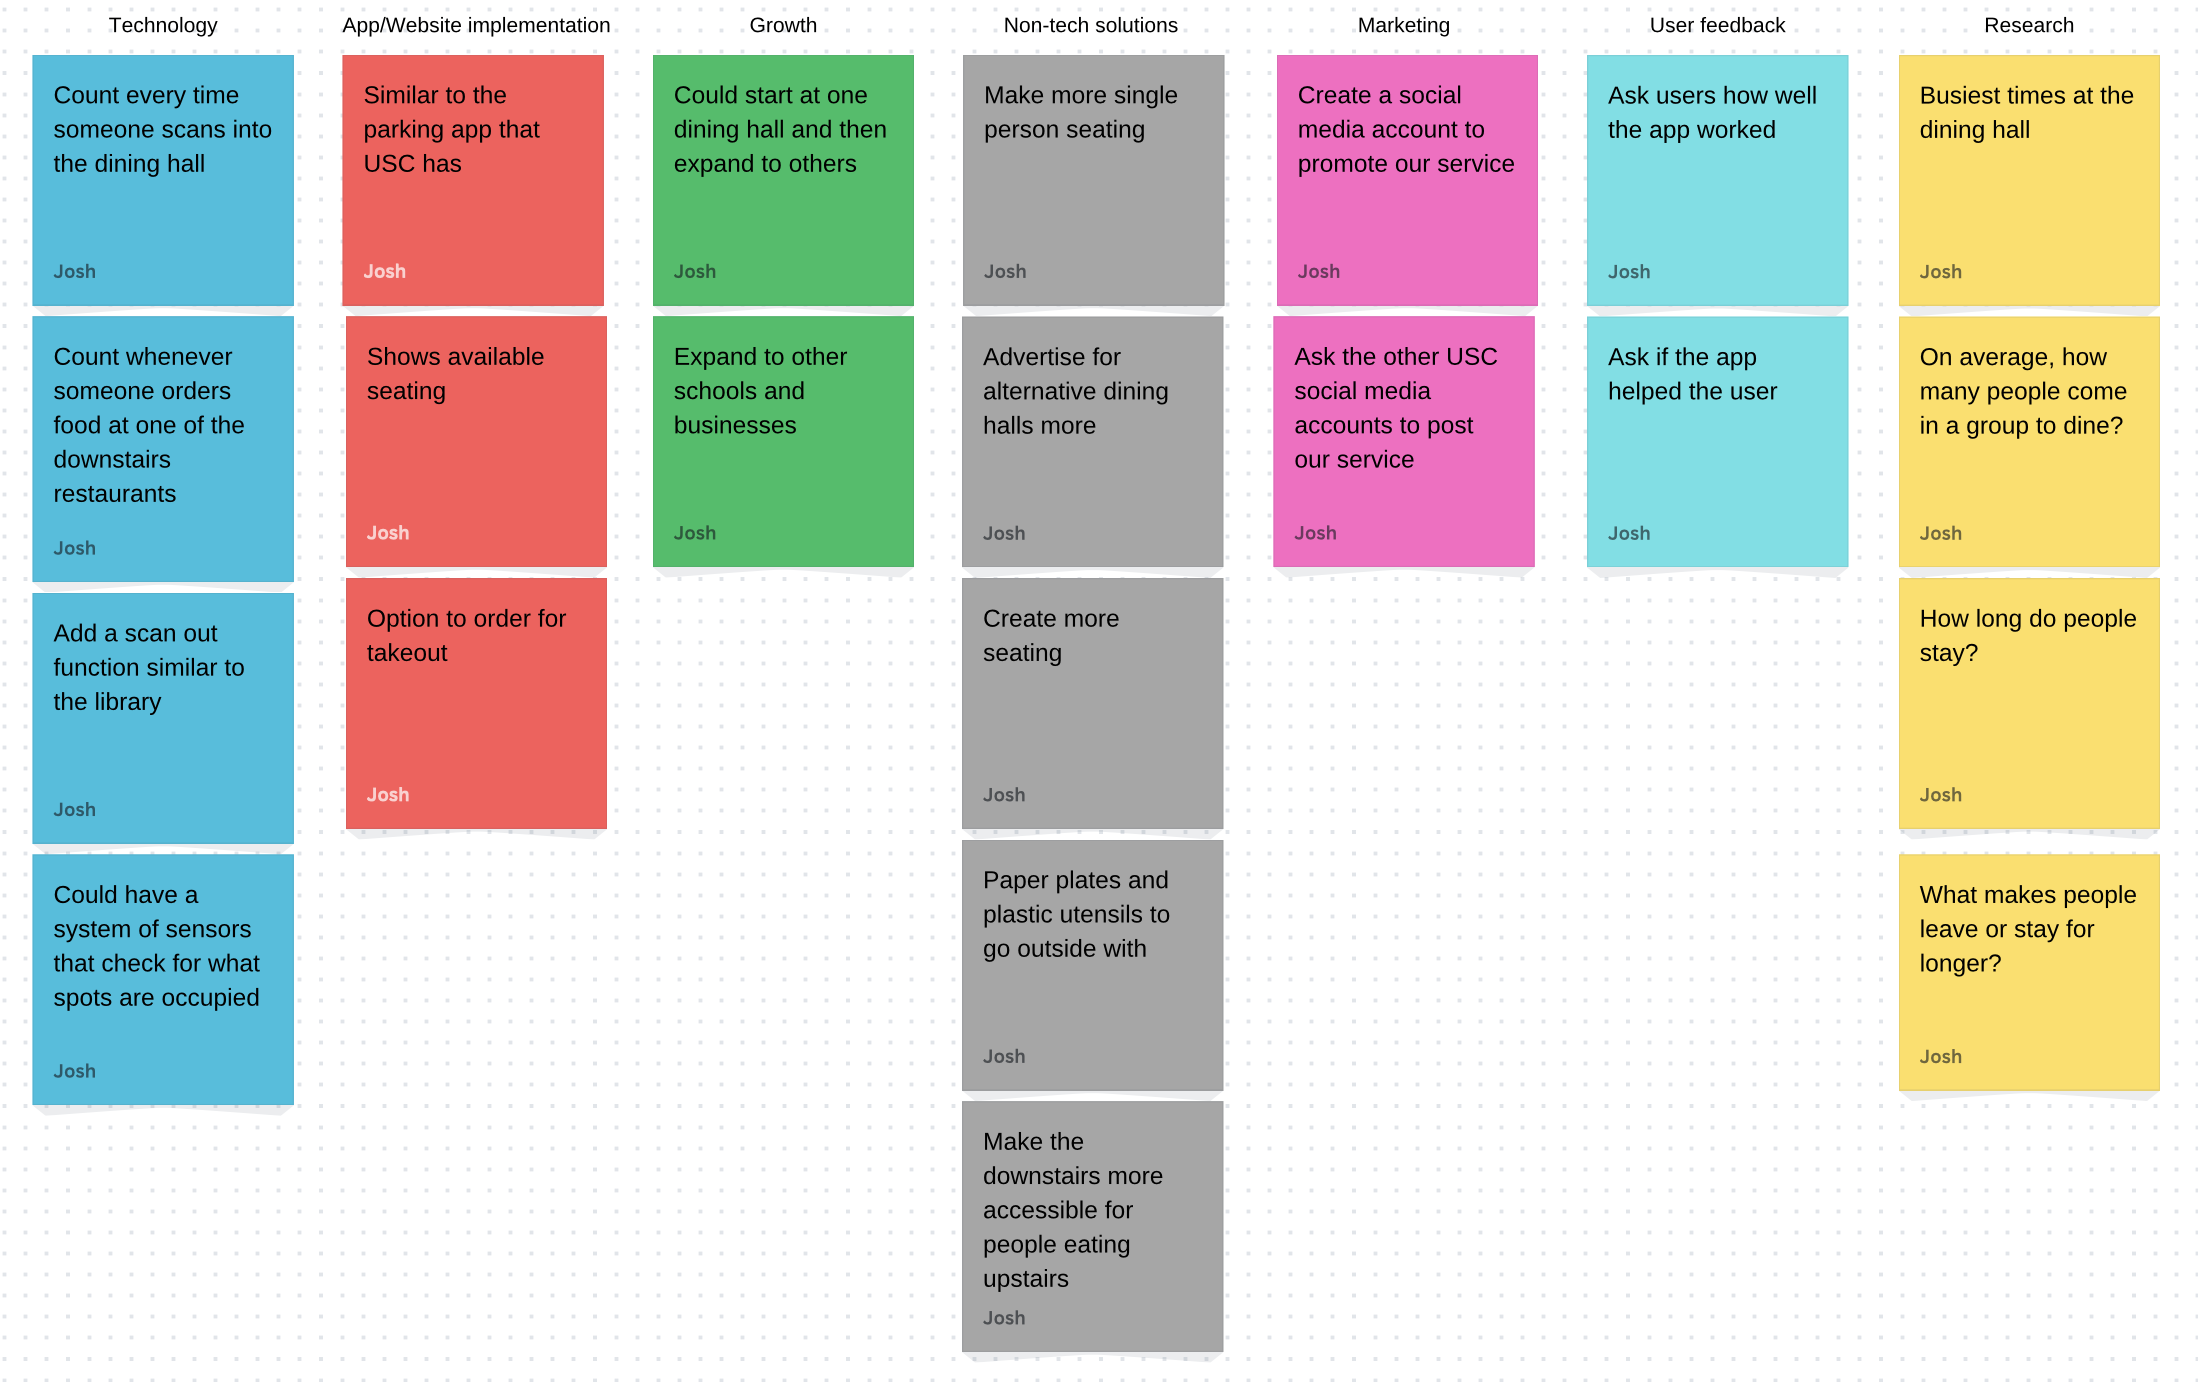 Technology
Count every time
someone scans into
the dining hall
Josh
Count whenever
someone orders
food at one of the
downstairs
restaurants
Josh
Add a scan out
function similar to
the library
Josh
Could have a
system of sensors
that check for what
spots are occupied
Josh
App/Website implementation
Similar to the
parking app that
USC has
Josh
Shows available
seating
Josh
Option to order for
takeout
Josh
Growth
Could start at one
dining hall and then
expand to others
Josh
Expand to other
schools and
businesses
Josh
Non-tech solutions
Make more single
person seating
Josh
Advertise for
alternative dining
halls more
Josh
Create more
seating
Josh
Paper plates and
plastic utensils to
go outside with
Josh
Make the
downstairs more
accessible for
people eating
upstairs
Josh
Marketing
Create a social
media account to
promote our service
Josh
Ask the other USC
social media
accounts to post
our service
Josh
User feedback
Ask users how well
the app worked
Josh
Ask if the app
helped the user
Josh
Research
Busiest times at the
dining hall
Josh
On average, how
many people come
in a group to dine?
Josh
How long do people
stay?
Josh
What makes people
leave or stay for
longer?
Josh